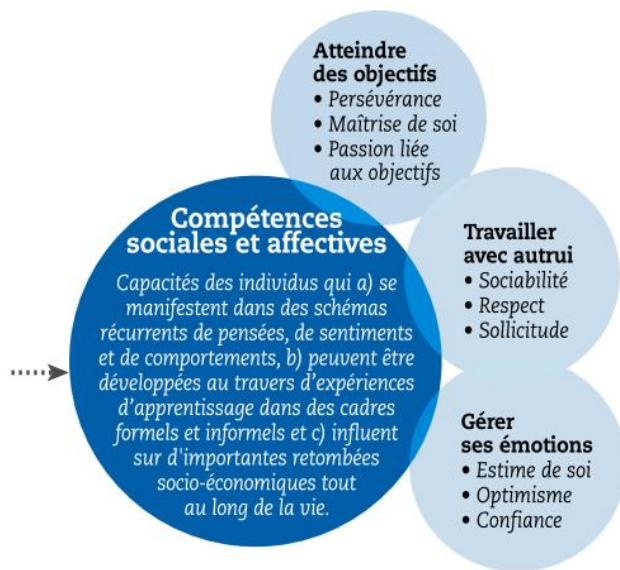 Atteindre
des objectifs
• Persévérance
• Maîtrise de soi
• Passion liée
aux objectifs
Compétences
sociales et affectives
Capacités des individus qui a) se
manifestent dans des schémas
récurrents de pensées, de sentiments
et de comportements, b) peuvent être
développées au travers d’expériences
d’apprentissage dans des cadres
formels et informels et c) influent
sur d'importantes retombées
socio-économiques tout
au long de la vie.
Travailler
avec autrui
• Sociabilité
• Respect
• Sollicitude
Gérer
ses émotions
• Estime de soi
• Optimisme
• Confiance